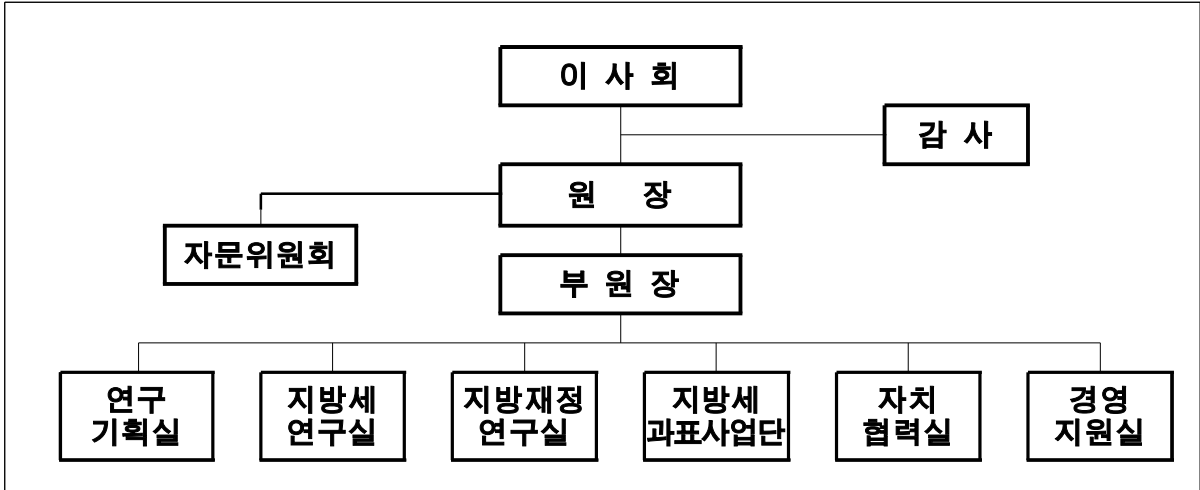 이 사 회
감 사
원 장
자문위원회
부 원 장
연구
기획실
지방세
연구실
지방재정
연구실
지방세
과표사업단
자치
협력실
경영
지원실